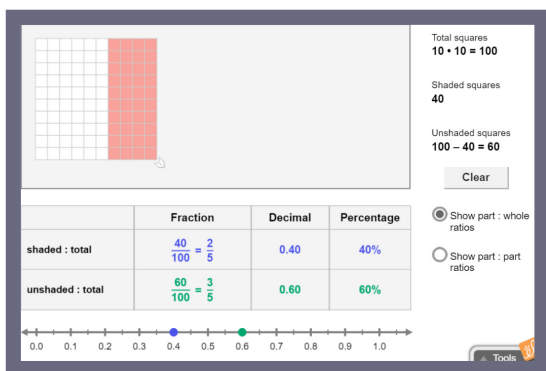 Total squares
10 • 10 = 100
Shaded squares
40
Unshaded squares
100 – 40 = 60
Clear
Show part : whole
ratios
Show part : part
ratios
Fraction Decimal Percentage
shaded : total 40/100 = 2/5 0.40 40%
unshaded : total 60/100 = 3/5 0.60 60%
0.0 0.1 0.2 0.3 0.4 0.5 0.6 0.7 0.8 0.9 1.0
Tools